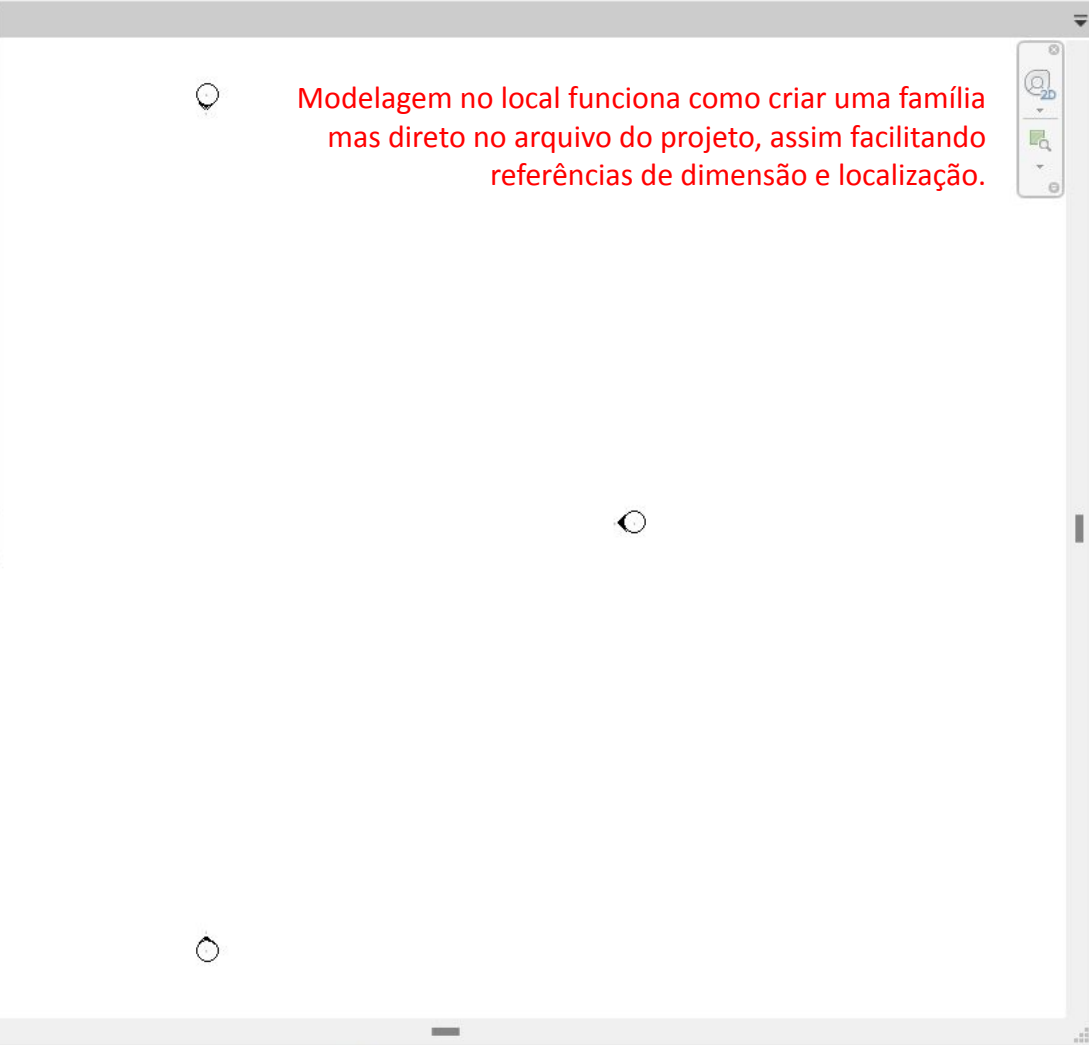 Modelagem no local funciona como criar uma família
mas direto no arquivo do projeto, assim facilitando
referências de dimensão e localização.
2D